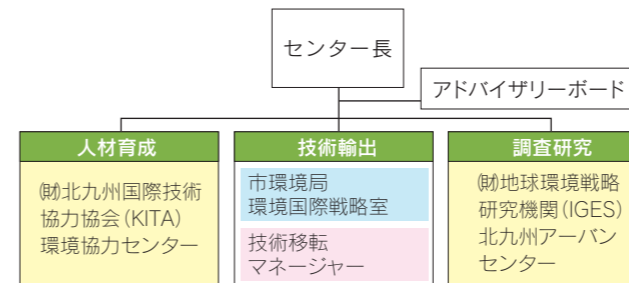 センター長
アドバイザリーボード
人材育成
㈶北九州国際技術
協力協会(KITA)
環境協力センター
技術輸出
市環境局
環境国際戦略室
技術移転
マネージャー
調査研究
㈶地球環境戦略
研究機関(IGES)
北九州アーバン
センター